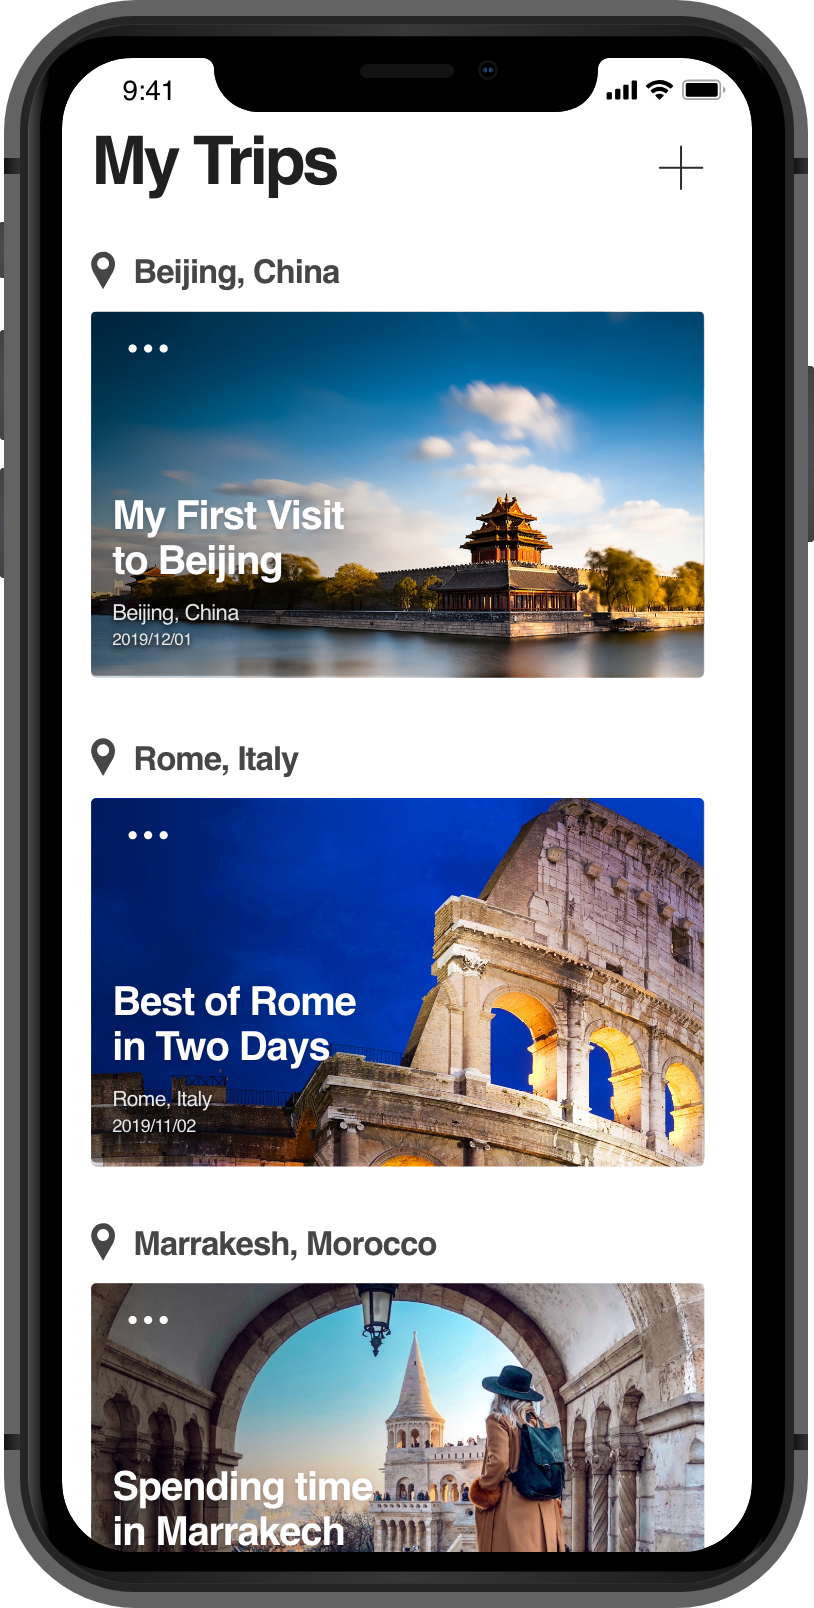 9:41
My Trips
Beijing, China
My First Visit
to Beijing
Beijing, China
2019/12/01
Rome, Italy
Best of Rome
in Two Days
Rome, Italy
2019/11/02
Marrakesh, Morocco
Spending time
in Marrakech